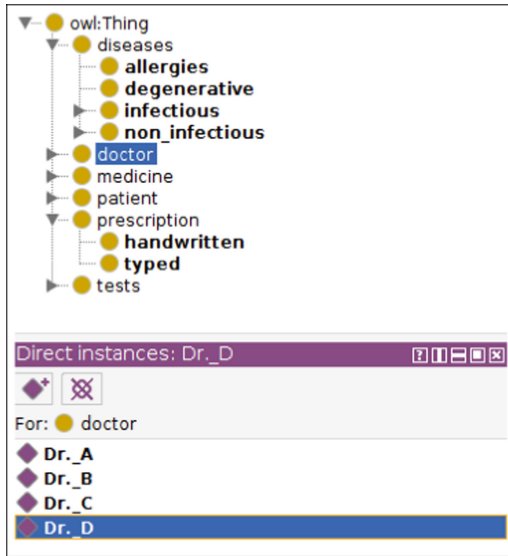 owl:Thing
diseases
allergies
degenerative
infectious
non_infectious
doctor
medicine
patient
prescription
handwritten
typed
tests
Direct instances: Dr._D
For: doctor
Dr._A
Dr._B
Dr._C
Dr._D